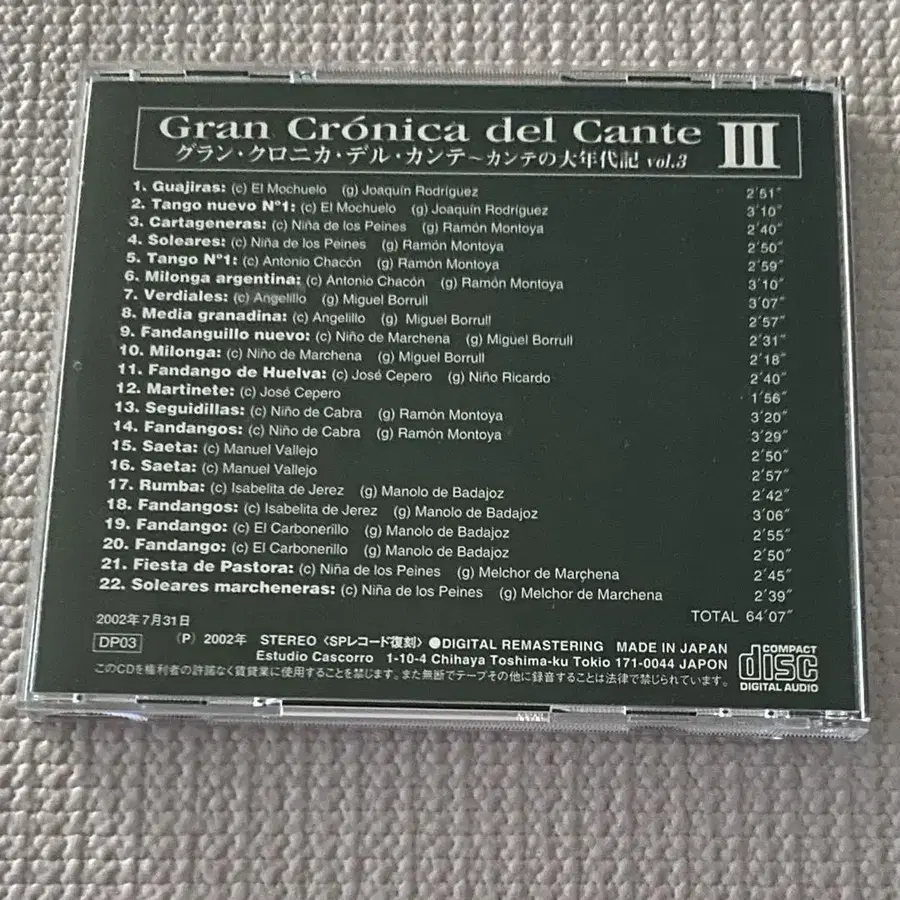 Gran Crónica del Cante III
グラン・クロニカ・デル・カンテ～カンテの大年代記 vol.3
1. Guajiras: (c) El Mochuelo (g) Joaquín Rodríguez 2'51"
2. Tango nuevo Nº1: (c) El Mochuelo (g) Joaquín Rodríguez 3'10"
3. Cartageneras: (c) Niña de los Peines (g) Ramón Montoya 2'40"
4. Soleares: (c) Niña de los Peines (g) Ramón Montoya 2'50"
5. Tango Nº1: (c) Antonio Chacón (g) Ramón Montoya 2'59"
6. Milonga argentina: (c) Antonio Chacón (g) Ramón Montoya 3'10"
7. Verdiales: (c) Angelillo (g) Miguel Borrull 3'07"
8. Media granadina: (c) Angelillo (g) Miguel Borrull 2'57"
9. Fandanguillo nuevo: (c) Niño de Marchena (g) Miguel Borrull 2'31"
10. Milonga: (c) Niño de Marchena (g) Miguel Borrull 2'18"
11. Fandango de Huelva: (c) José Cepero (g) Niño Ricardo 2'40"
12. Martinete: (c) José Cepero 1'56"
13. Seguidillas: (c) Niño de Cabra (g) Ramón Montoya 3'20"
14. Fandangos: (c) Niño de Cabra (g) Ramón Montoya 3'29"
15. Saeta: (c) Manuel Vallejo 2'50"
16. Saeta: (c) Manuel Vallejo 2'57"
17. Rumba: (c) Isabelita de Jerez (g) Manolo de Badajoz 2'42"
18. Fandangos: (c) Isabelita de Jerez (g) Manolo de Badajoz 3'06"
19. Fandango: (c) El Carbonerillo (g) Manolo de Badajoz 2'55"
20. Fandango: (c) El Carbonerillo (g) Manolo de Badajoz 2'50"
21. Fiesta de Pastora: (c) Niña de los Peines (g) Melchor de Marchena 2'45"
22. Soleares marcheneras: (c) Niña de los Peines (g) Melchor de Marchena 2'39"
TOTAL 64'07"
2002年7月31日
DP03 (P) 2002年 STEREO〈SPレコード復刻〉●DIGITAL REMASTERING MADE IN JAPAN
Estudio Cascorro 1-10-4 Chihaya Toshima-ku Tokio 171-0044 JAPON
このCDを権利者の許諾なく賃貸業に使用することを禁じます。また無断でテープその他に録音することは法律で禁じられています。
COMPACT
disc
DIGITAL AUDIO